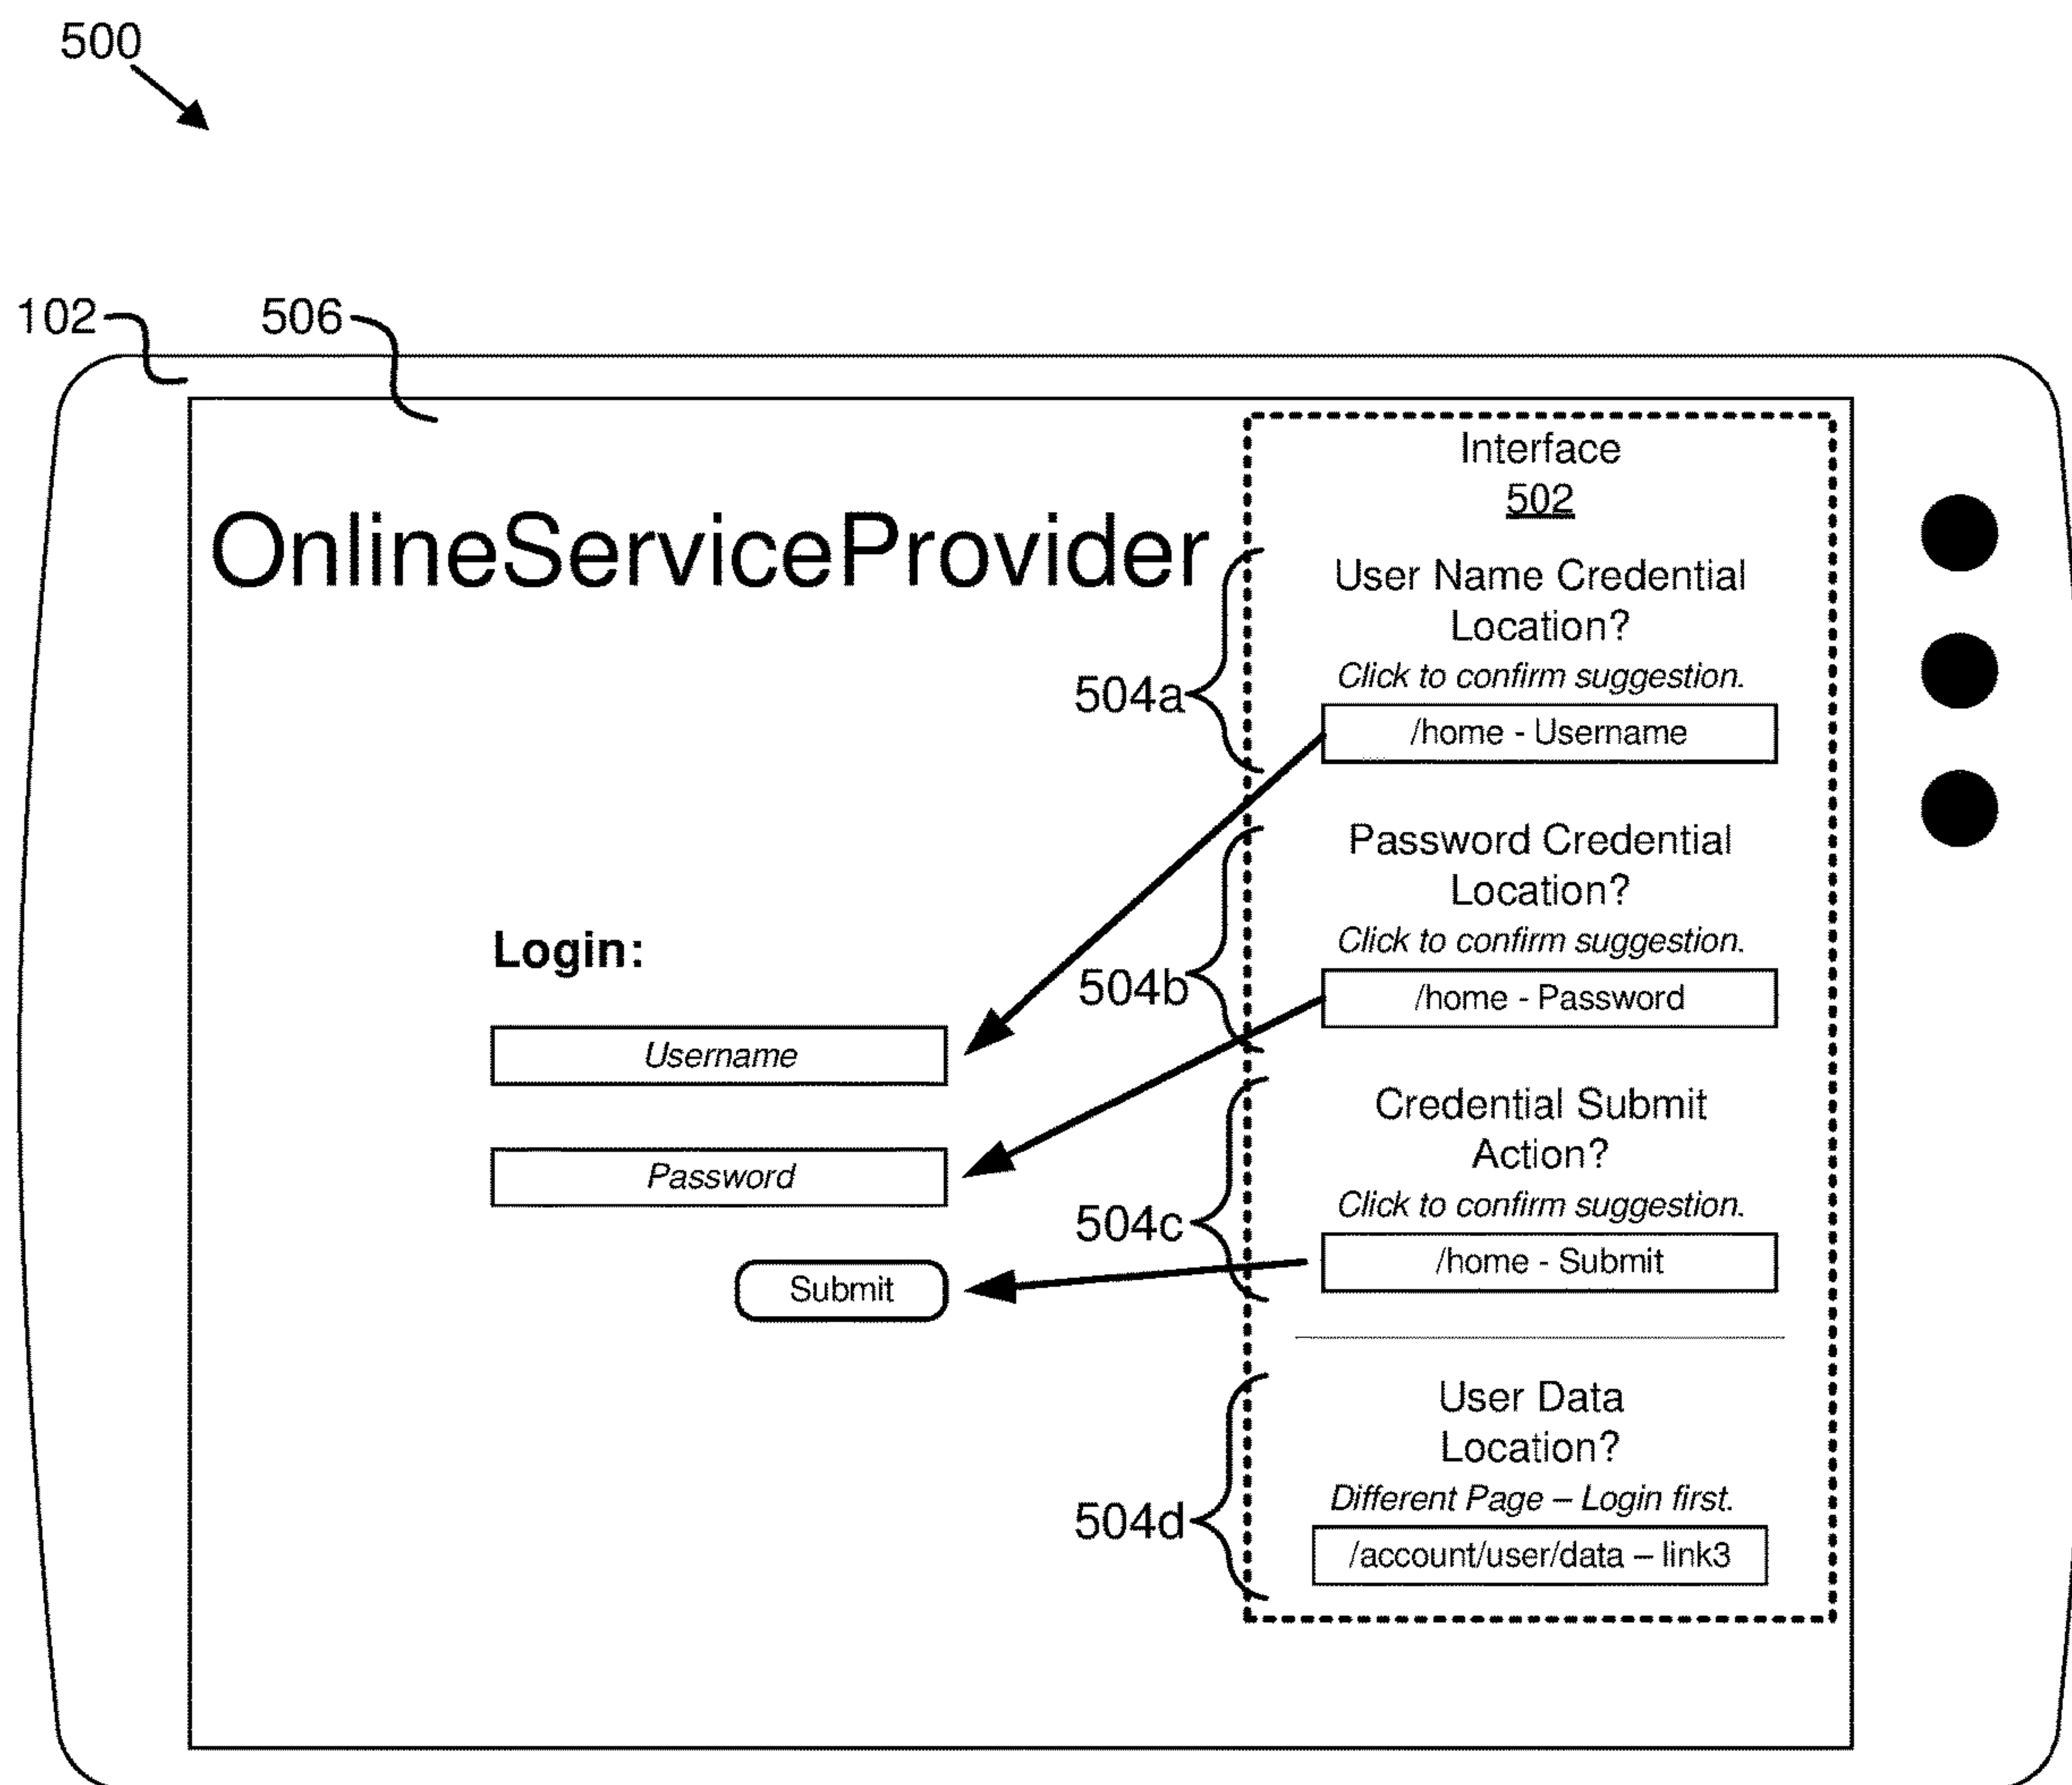 500
102
506
Interface
502
OnlineServiceProvider
User Name Credential
Location?
Click to confirm suggestion.
504a
/home - Username
Password Credential
Location?
Click to confirm suggestion.
504b
/home - Password
Login:
Username
Password
Submit
Credential Submit
Action?
Click to confirm suggestion.
504c
/home - Submit
User Data
Location?
Different Page – Login first.
504d
/account/user/data – link3